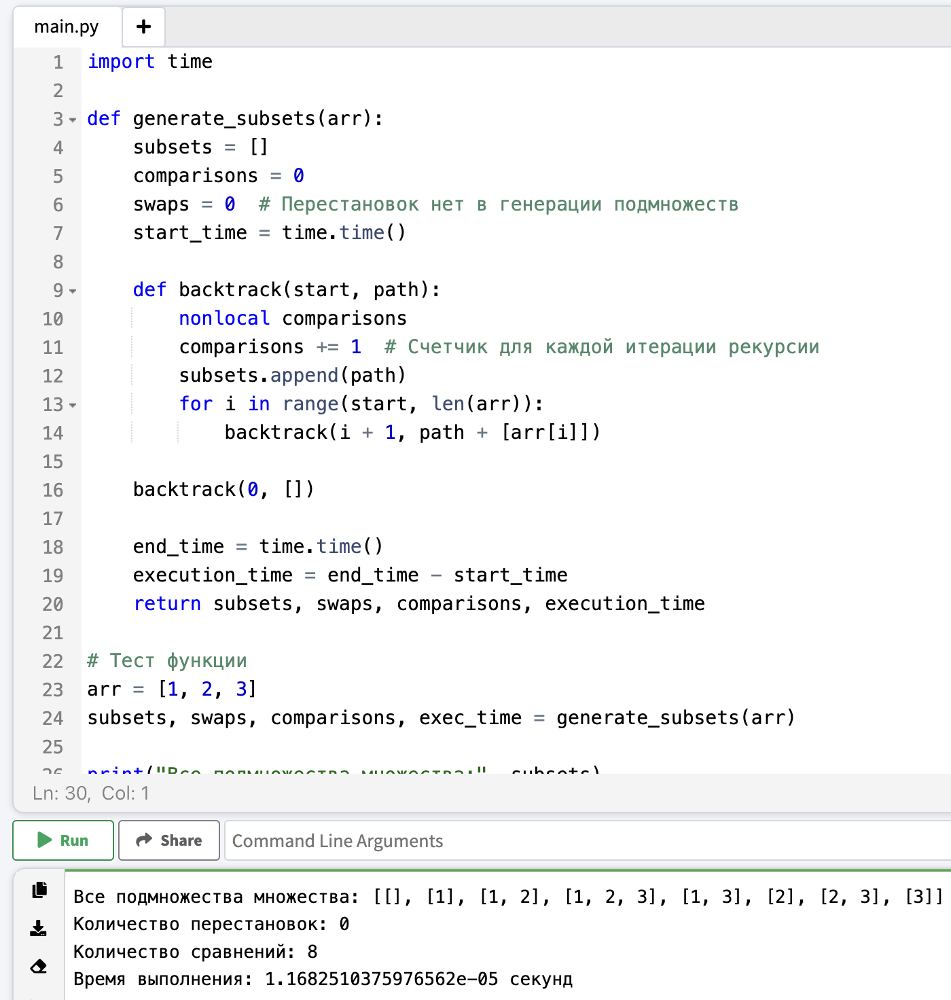 main.py +
1 import time
2
3 def generate_subsets(arr):
4     subsets = []
5     comparisons = 0
6     swaps = 0  # Перестановок нет в генерации подмножеств
7     start_time = time.time()
8
9     def backtrack(start, path):
10         nonlocal comparisons
11         comparisons += 1  # Счетчик для каждой итерации рекурсии
12         subsets.append(path)
13         for i in range(start, len(arr)):
14             backtrack(i + 1, path + [arr[i]])
15
16     backtrack(0, [])
17
18     end_time = time.time()
19     execution_time = end_time - start_time
20     return subsets, swaps, comparisons, execution_time
21
22 # Тест функции
23 arr = [1, 2, 3]
24 subsets, swaps, comparisons, exec_time = generate_subsets(arr)
25
26 print("Все подмножества множества:", subsets)
Ln: 30, Col: 1
Run Share Command Line Arguments
Все подмножества множества: [[], [1], [1, 2], [1, 2, 3], [1, 3], [2], [2, 3], [3]]
Количество перестановок: 0
Количество сравнений: 8
Время выполнения: 1.1682510375976562e-05 секунд